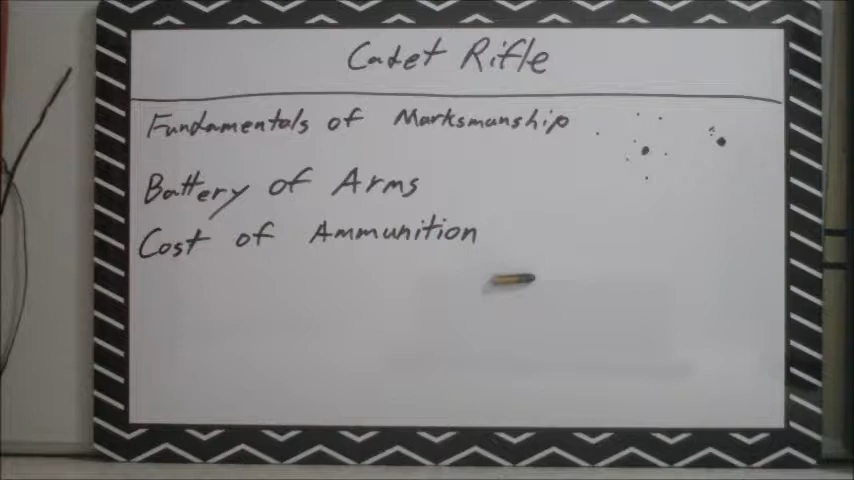 Cadet Rifle
Fundamentals of Marksmanship
Battery of Arms
Cost of Ammunition